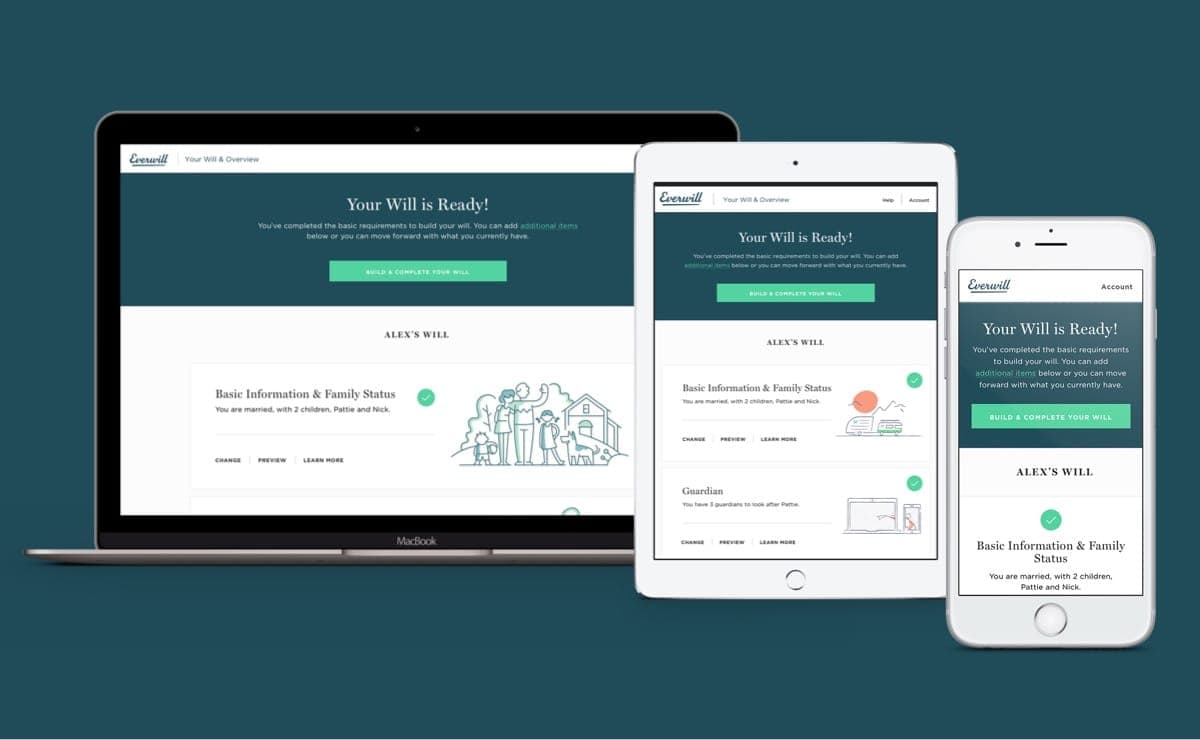 Everwill
Your Will & Overview
Your Will is Ready!
You've completed the basic requirements to build your will. You can add additional items
below or you can move forward with what you currently have.
BUILD & COMPLETE YOUR WILL
ALEX'S WILL
Basic Information & Family Status
You are married, with 2 children, Pattie and Nick.
CHANGE
PREVIEW
LEARN MORE
MacBook
Everwill
Your Will & Overview
Help
Account
Your Will is Ready!
You've completed the basic requirements to build your will. You can add
additional items below or you can move forward with what you currently have.
BUILD & COMPLETE YOUR WILL
ALEX'S WILL
Basic Information & Family Status
You are married, with 2 children, Pattie and Nick.
CHANGE
PREVIEW
LEARN MORE
Guardian
You have 3 guardians to look after Pattie.
CHANGE
PREVIEW
LEARN MORE
Everwill
Account
Your Will is Ready!
You've completed the basic requirements
to build your will. You can add
additional items below or you can move
forward with what you currently have.
BUILD & COMPLETE YOUR WILL
ALEX'S WILL
Basic Information & Family
Status
You are married, with 2 children,
Pattie and Nick.